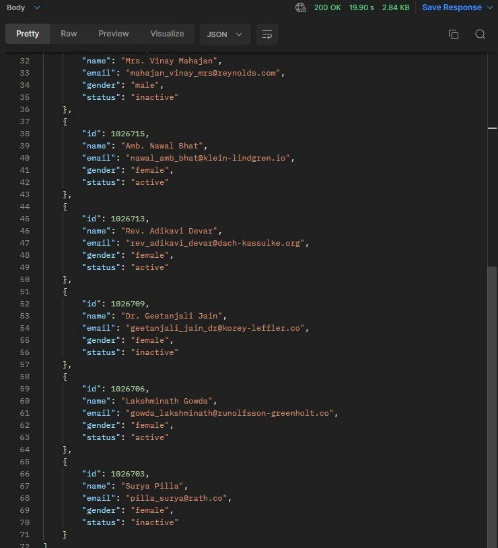 Body
200 OK 19.90 s 2.84 KB Save Response
Pretty Raw Preview Visualize JSON
32 "name": "Mrs. Vinay Mahajan",
33 "email": "mahajan_vinay_mrs@reynolds.com",
34 "gender": "male",
35 "status": "inactive"
36 },
37 {
38 "id": 1026715,
39 "name": "Amb. Nawal Bhat",
40 "email": "nawal_amb_bhat@klein-lindgren.io",
41 "gender": "female",
42 "status": "active"
43 },
44 {
45 "id": 1026713,
46 "name": "Rev. Adikavi Devar",
47 "email": "rev_adikavi_devar@dach-kassulke.org",
48 "gender": "female",
49 "status": "active"
50 },
51 {
52 "id": 1026709,
53 "name": "Dr. Geetanjali Jain",
54 "email": "geetanjali_jain_dr@kozey-leffler.co",
55 "gender": "female",
56 "status": "inactive"
57 },
58 {
59 "id": 1026706,
60 "name": "Lakshminath Gowda",
61 "email": "gowda_lakshminath@runolfsson-greenholt.co",
62 "gender": "female",
63 "status": "active"
64 },
65 {
66 "id": 1026703,
67 "name": "Surya Pilla",
68 "email": "pilla_surya@rath.co",
69 "gender": "female",
70 "status": "inactive"
71 }
72 ]